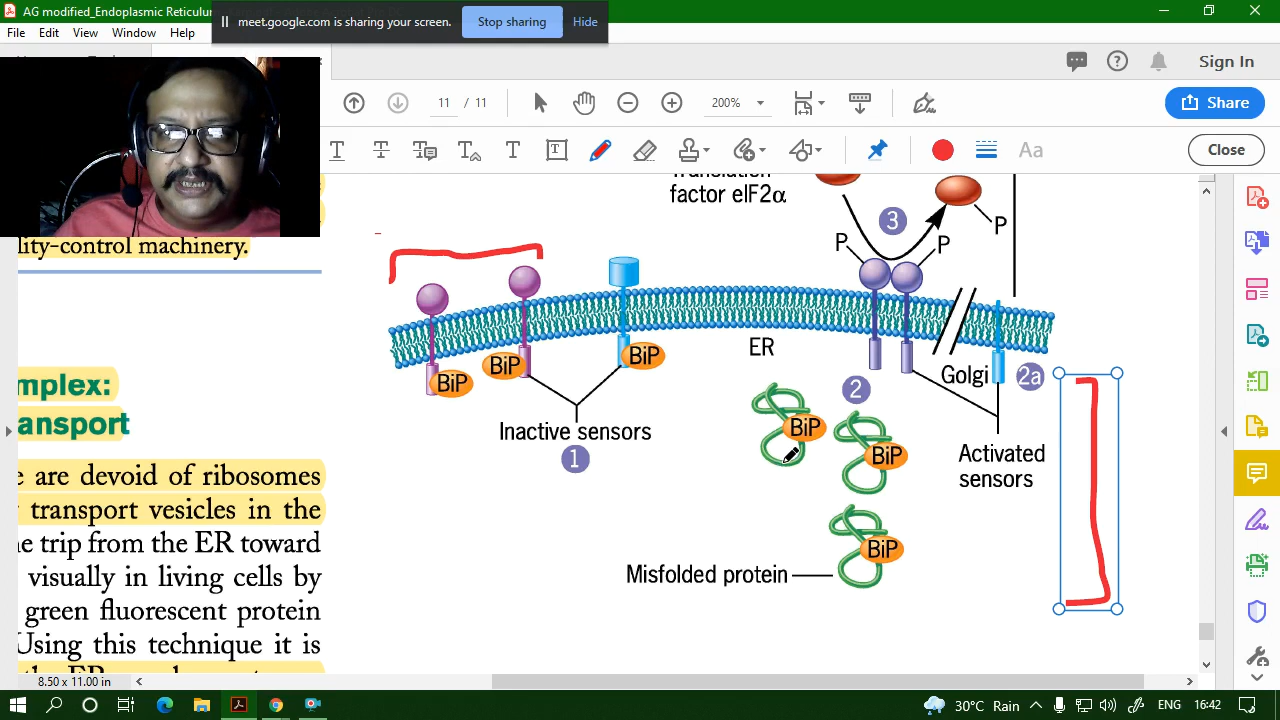 AG modified_Endoplasmic Reticulu
meet.google.com is sharing your screen.
Stop sharing
Hide
File Edit View Window Help
Sign In
11 / 11
200%
Share
T T T T T T
Aa
Close
lity-control machinery.
mplex:
ansport
e are devoid of ribosomes
transport vesicles in the
ne trip from the ER toward
visually in living cells by
green fluorescent protein
Using this technique it is
factor eIF2α
3
P
P
P
BiP
BiP
BiP
ER
Golgi
2a
2
Inactive sensors
1
BiP
BiP
BiP
Activated
sensors
Misfolded protein
8.50 x 11.00 in
30°C Rain
ENG
16:42